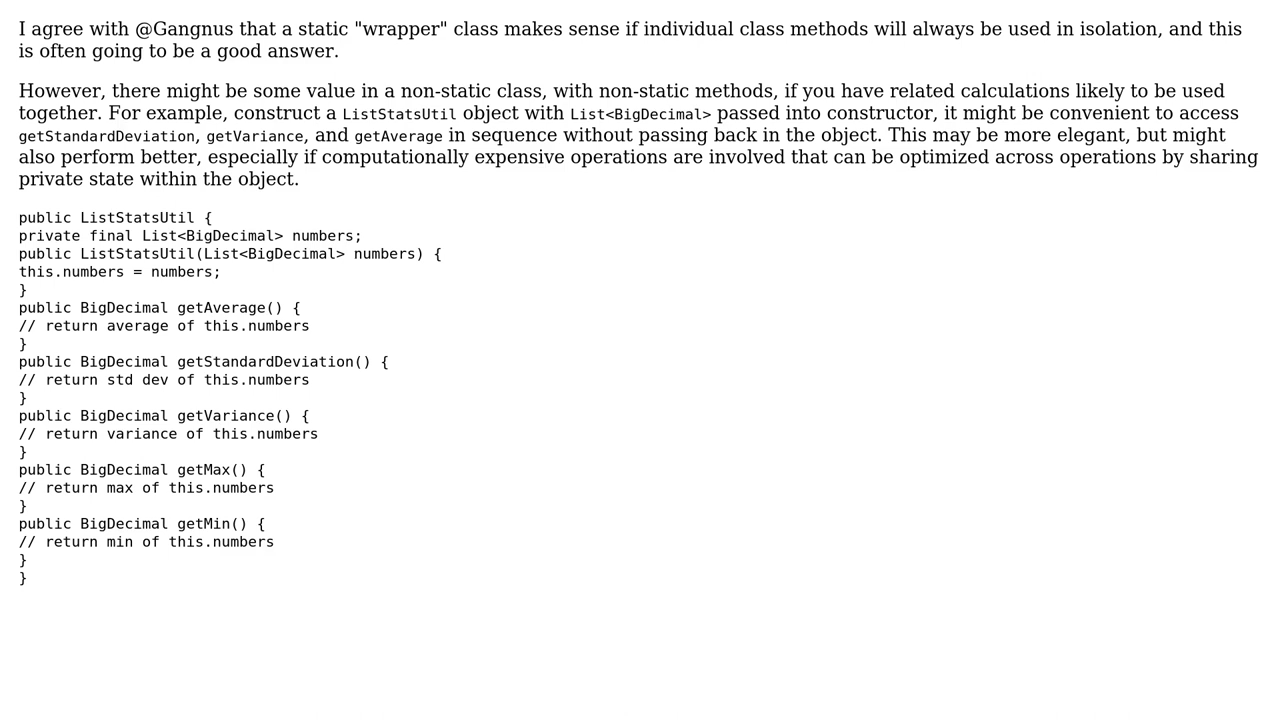 I agree with @Gangnus that a static "wrapper" class makes sense if individual class methods will always be used in isolation, and this
is often going to be a good answer.
However, there might be some value in a non-static class, with non-static methods, if you have related calculations likely to be used
together. For example, construct a ListStatsUtil object with List<BigDecimal> passed into constructor, it might be convenient to access
getStandardDeviation, getVariance, and getAverage in sequence without passing back in the object. This may be more elegant, but might
also perform better, especially if computationally expensive operations are involved that can be optimized across operations by sharing
private state within the object.
public ListStatsUtil {
private final List<BigDecimal> numbers;
public ListStatsUtil(List<BigDecimal> numbers) {
this.numbers = numbers;
}
public BigDecimal getAverage() {
// return average of this.numbers
}
public BigDecimal getStandardDeviation() {
// return std dev of this.numbers
}
public BigDecimal getVariance() {
// return variance of this.numbers
}
public BigDecimal getMax() {
// return max of this.numbers
}
public BigDecimal getMin() {
// return min of this.numbers
}
}